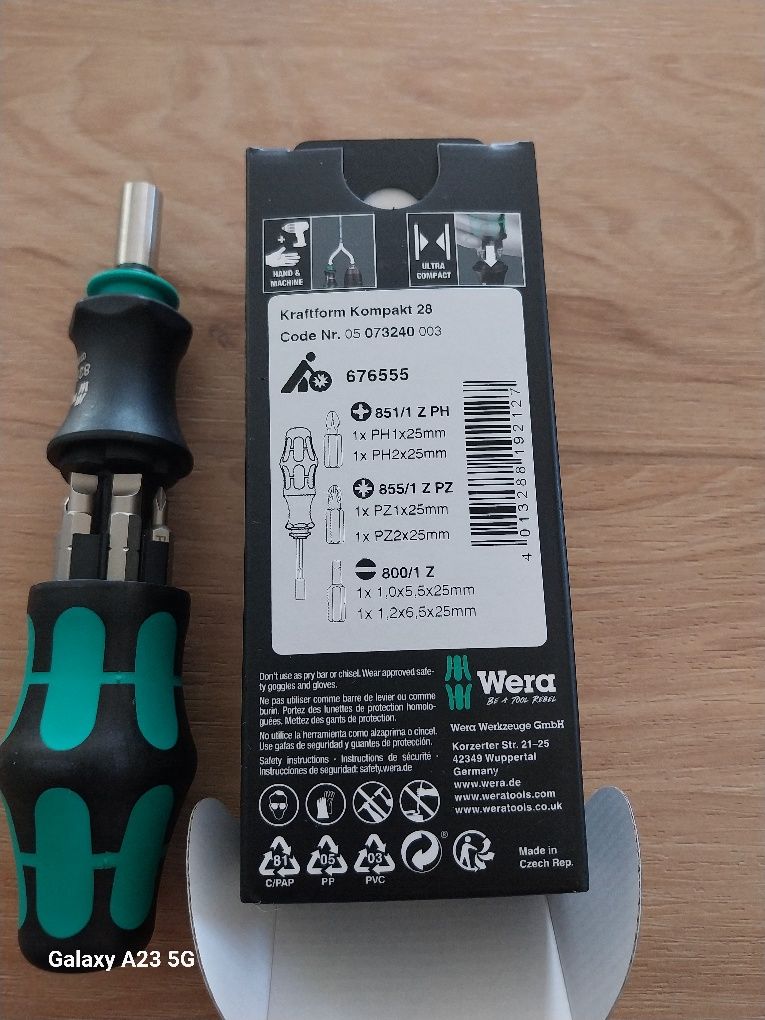 HAND &
MACHINE
ULTRA
COMPACT
Kraftform Kompakt 28
Code Nr. 05 073240 003
676555
851/1 Z PH
1x PH1x25mm
1x PH2x25mm
855/1 Z PZ
1x PZ1x25mm
1x PZ2x25mm
800/1 Z
1x 1,0x5,5x25mm
1x 1,2x6,5x25mm
4 013288 192127
Don't use as pry bar or chisel. Wear approved safe-
ty goggles and gloves.
Ne pas utiliser comme barre de levier ou comme
burin. Portez des lunettes de protection homolo-
guées. Mettez des gants de protection.
No utilice la herramienta como alzaprima o cincel.
Use gafas de seguridad y guantes de protección.
Safety instructions · Instructions de sécurité ·
Instrucciones de seguridad: safety.wera.de
Wera
BE A TOOL REBEL
Wera Werkzeuge GmbH
Korzerter Str. 21–25
42349 Wuppertal
Germany
www.wera.de
www.weratools.com
www.weratools.co.uk
81
C/PAP
05
PP
03
PVC
®
Made in
Czech Rep.
Galaxy A23 5G